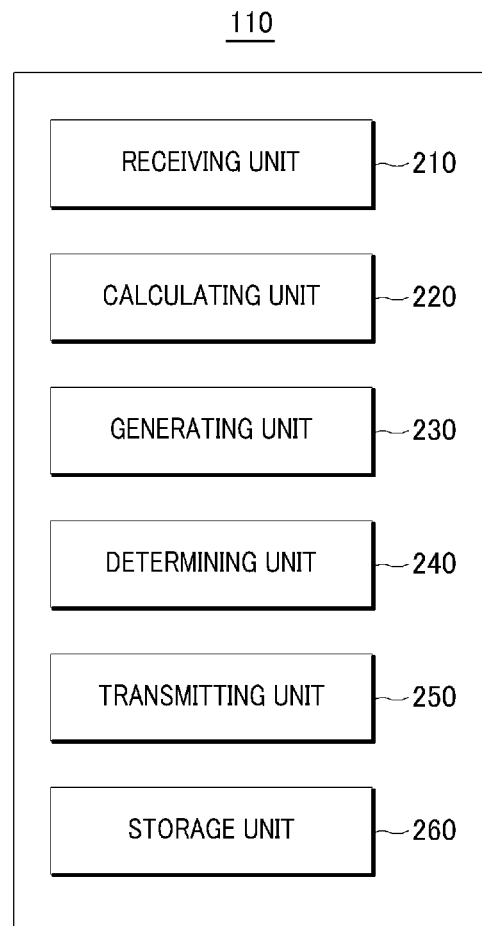 110
RECEIVING UNIT 210
CALCULATING UNIT 220
GENERATING UNIT 230
DETERMINING UNIT 240
TRANSMITTING UNIT 250
STORAGE UNIT 260